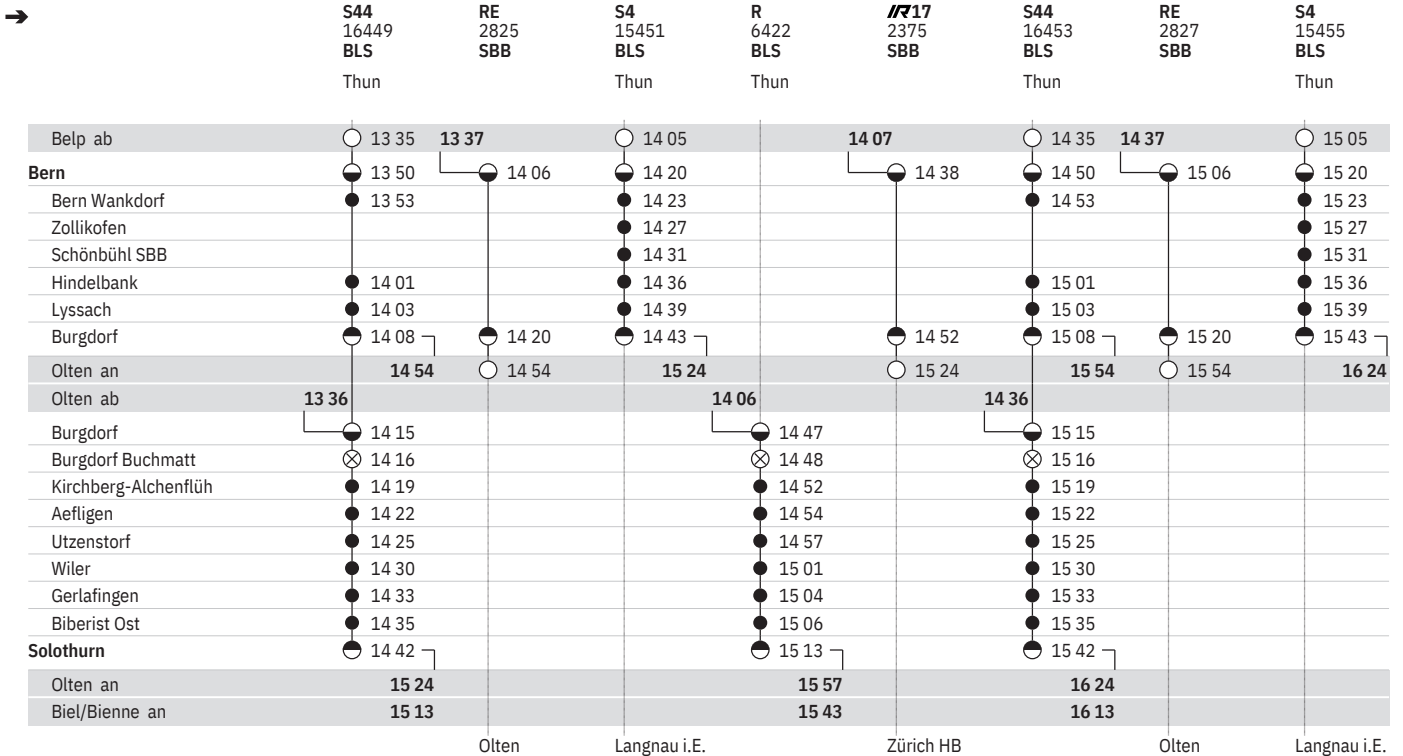 ➔ S44 RE S4 R IR17 S44 RE S4
16449 2825 15451 6422 2375 16453 2827 15455
BLS SBB BLS BLS SBB BLS SBB BLS
Thun Thun Thun Thun Thun
Belp ab 13 35 13 37 14 05 14 07 14 35 14 37 15 05
Bern 13 50 14 06 14 20 14 38 14 50 15 06 15 20
Bern Wankdorf 13 53 14 23 14 53 15 23
Zollikofen 14 27 15 27
Schönbühl SBB 14 31 15 31
Hindelbank 14 01 14 36 15 01 15 36
Lyssach 14 03 14 39 15 03 15 39
Burgdorf 14 08 14 20 14 43 14 52 15 08 15 20 15 43
Olten an 14 54 14 54 15 24 15 24 15 54 15 54 16 24
Olten ab 13 36 14 06 14 36
Burgdorf 14 15 14 47 15 15
Burgdorf Buchmatt 14 16 14 48 15 16
Kirchberg-Alchenflüh 14 19 14 52 15 19
Aefligen 14 22 14 54 15 22
Utzenstorf 14 25 14 57 15 25
Wiler 14 30 15 01 15 30
Gerlafingen 14 33 15 04 15 33
Biberist Ost 14 35 15 06 15 35
Solothurn 14 42 15 13 15 42
Olten an 15 24 15 57 16 24
Biel/Bienne an 15 13 15 43 16 13
Olten Langnau i.E. Zürich HB Olten Langnau i.E.